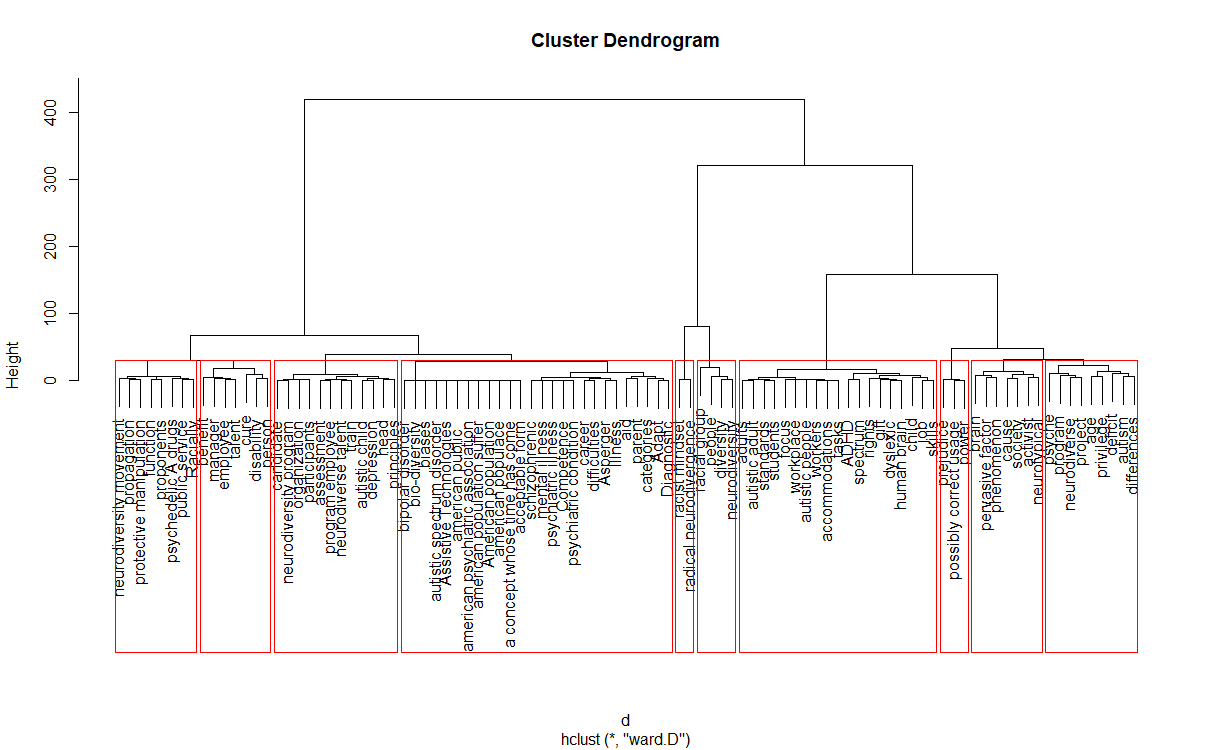 Cluster Dendrogram
Height
400
300
200
100
0
neurodiversity movement
propagation
protective manipulation
function
proponents
psychedelic A drugs
public service
Racially
benefit
manager
employee
talent
cure
disability
person
candidate
neurodiversity program
organization
participants
assessment
program employee
neurodiverse talent
trait
autistic child
depression
head
principles
bipolar disorder
bio-diversity
biases
autistic spectrum disorder
Assistive Technologies
american public
american psychiatric association
american population suffer
American population
american populace
a concept whose time has come
acceptable form
schizophrenia
mental illness
psychiatric illness
Competence
psychiatric condition
career
difficulties
Asperger
illness
aid
parent
categories
Adept
Diagnostic
racist mindset
radical neurodivergence
racing group
people
diversity
neurodiversity
autistic adult
standards
students
focus
workplace
autistic people
workers
accommodations
tasks
ADHD
spectrum
rights
gift
dyslexic
human brain
child
job
skills
prejudice
possibly correct usage
power
brain
pervasive factor
phenomenon
cause
society
activist
neurobiological
psyche
program
neurodiverse
project
age
priviledge
deficit
autism
differences
d
hclust (*, "ward.D")